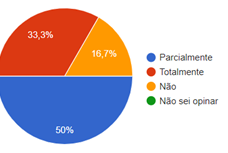 33,3%
16,7%
50%
Parcialmente
Totalmente
Não
Não sei opinar